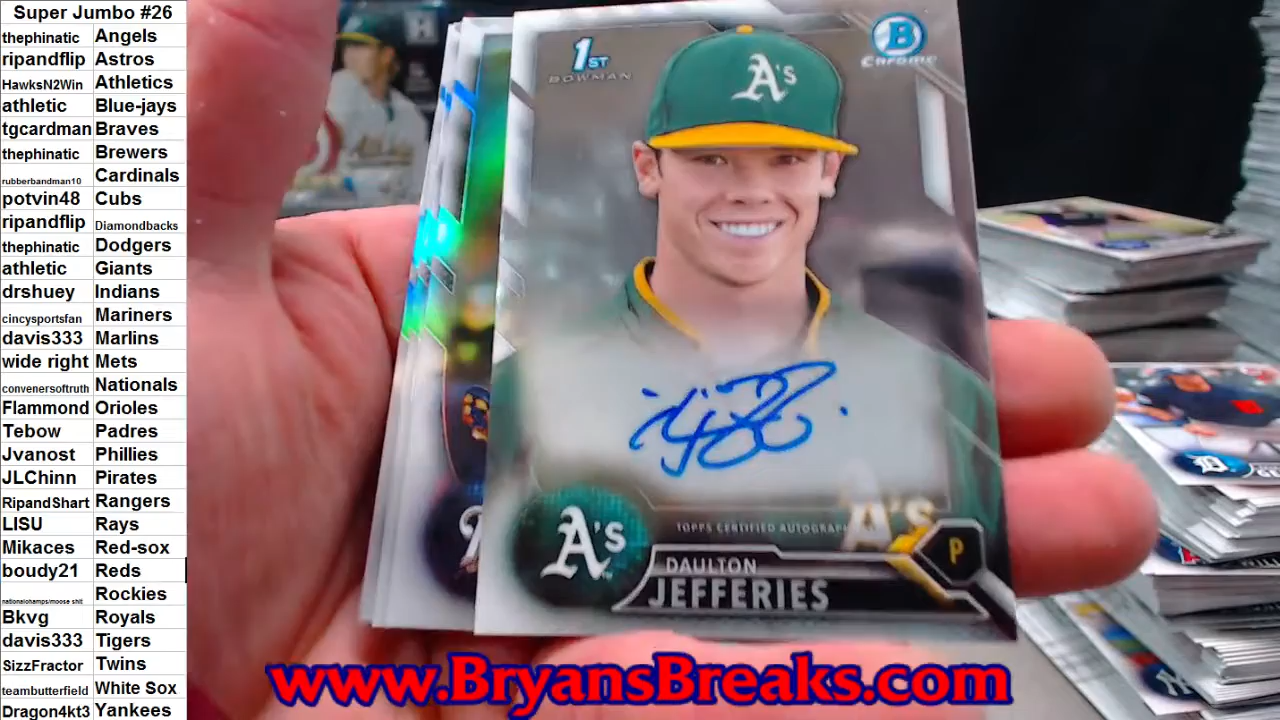 Super Jumbo #26
thephinatic Angels
ripandflip Astros
HawksN2Win Athletics
athletic Blue-jays
tgcardman Braves
thephinatic Brewers
rubberbandman10 Cardinals
potvin48 Cubs
ripandflip Diamondbacks
thephinatic Dodgers
athletic Giants
drshuey Indians
cincysportsfan Mariners
davis333 Marlins
wide right Mets
convenersoftruth Nationals
Flammond Orioles
Tebow Padres
Jvanost Phillies
JLChinn Pirates
RipandShart Rangers
LISU Rays
Mikaces Red-sox
boudy21 Reds
nationalchamps/moose shit Rockies
Bkvg Royals
davis333 Tigers
SizzFractor Twins
teambutterfield White Sox
Dragon4kt3 Yankees
1ST
BOWMAN
B
Chrome
A's
TOPPS CERTIFIED AUTOGRAPH
A's
A's
P
DAULTON
JEFFERIES
www.BryansBreaks.com